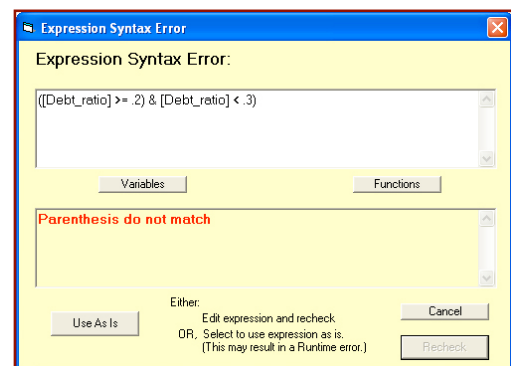 Expression Syntax Error
Expression Syntax Error:
([Debt_ratio] >= .2) & [Debt_ratio] < .3)
Variables
Functions
Parenthesis do not match
Either:
Edit expression and recheck
OR, Select to use expression as is.
(This may result in a Runtime error.)
Use As Is
Cancel
Recheck